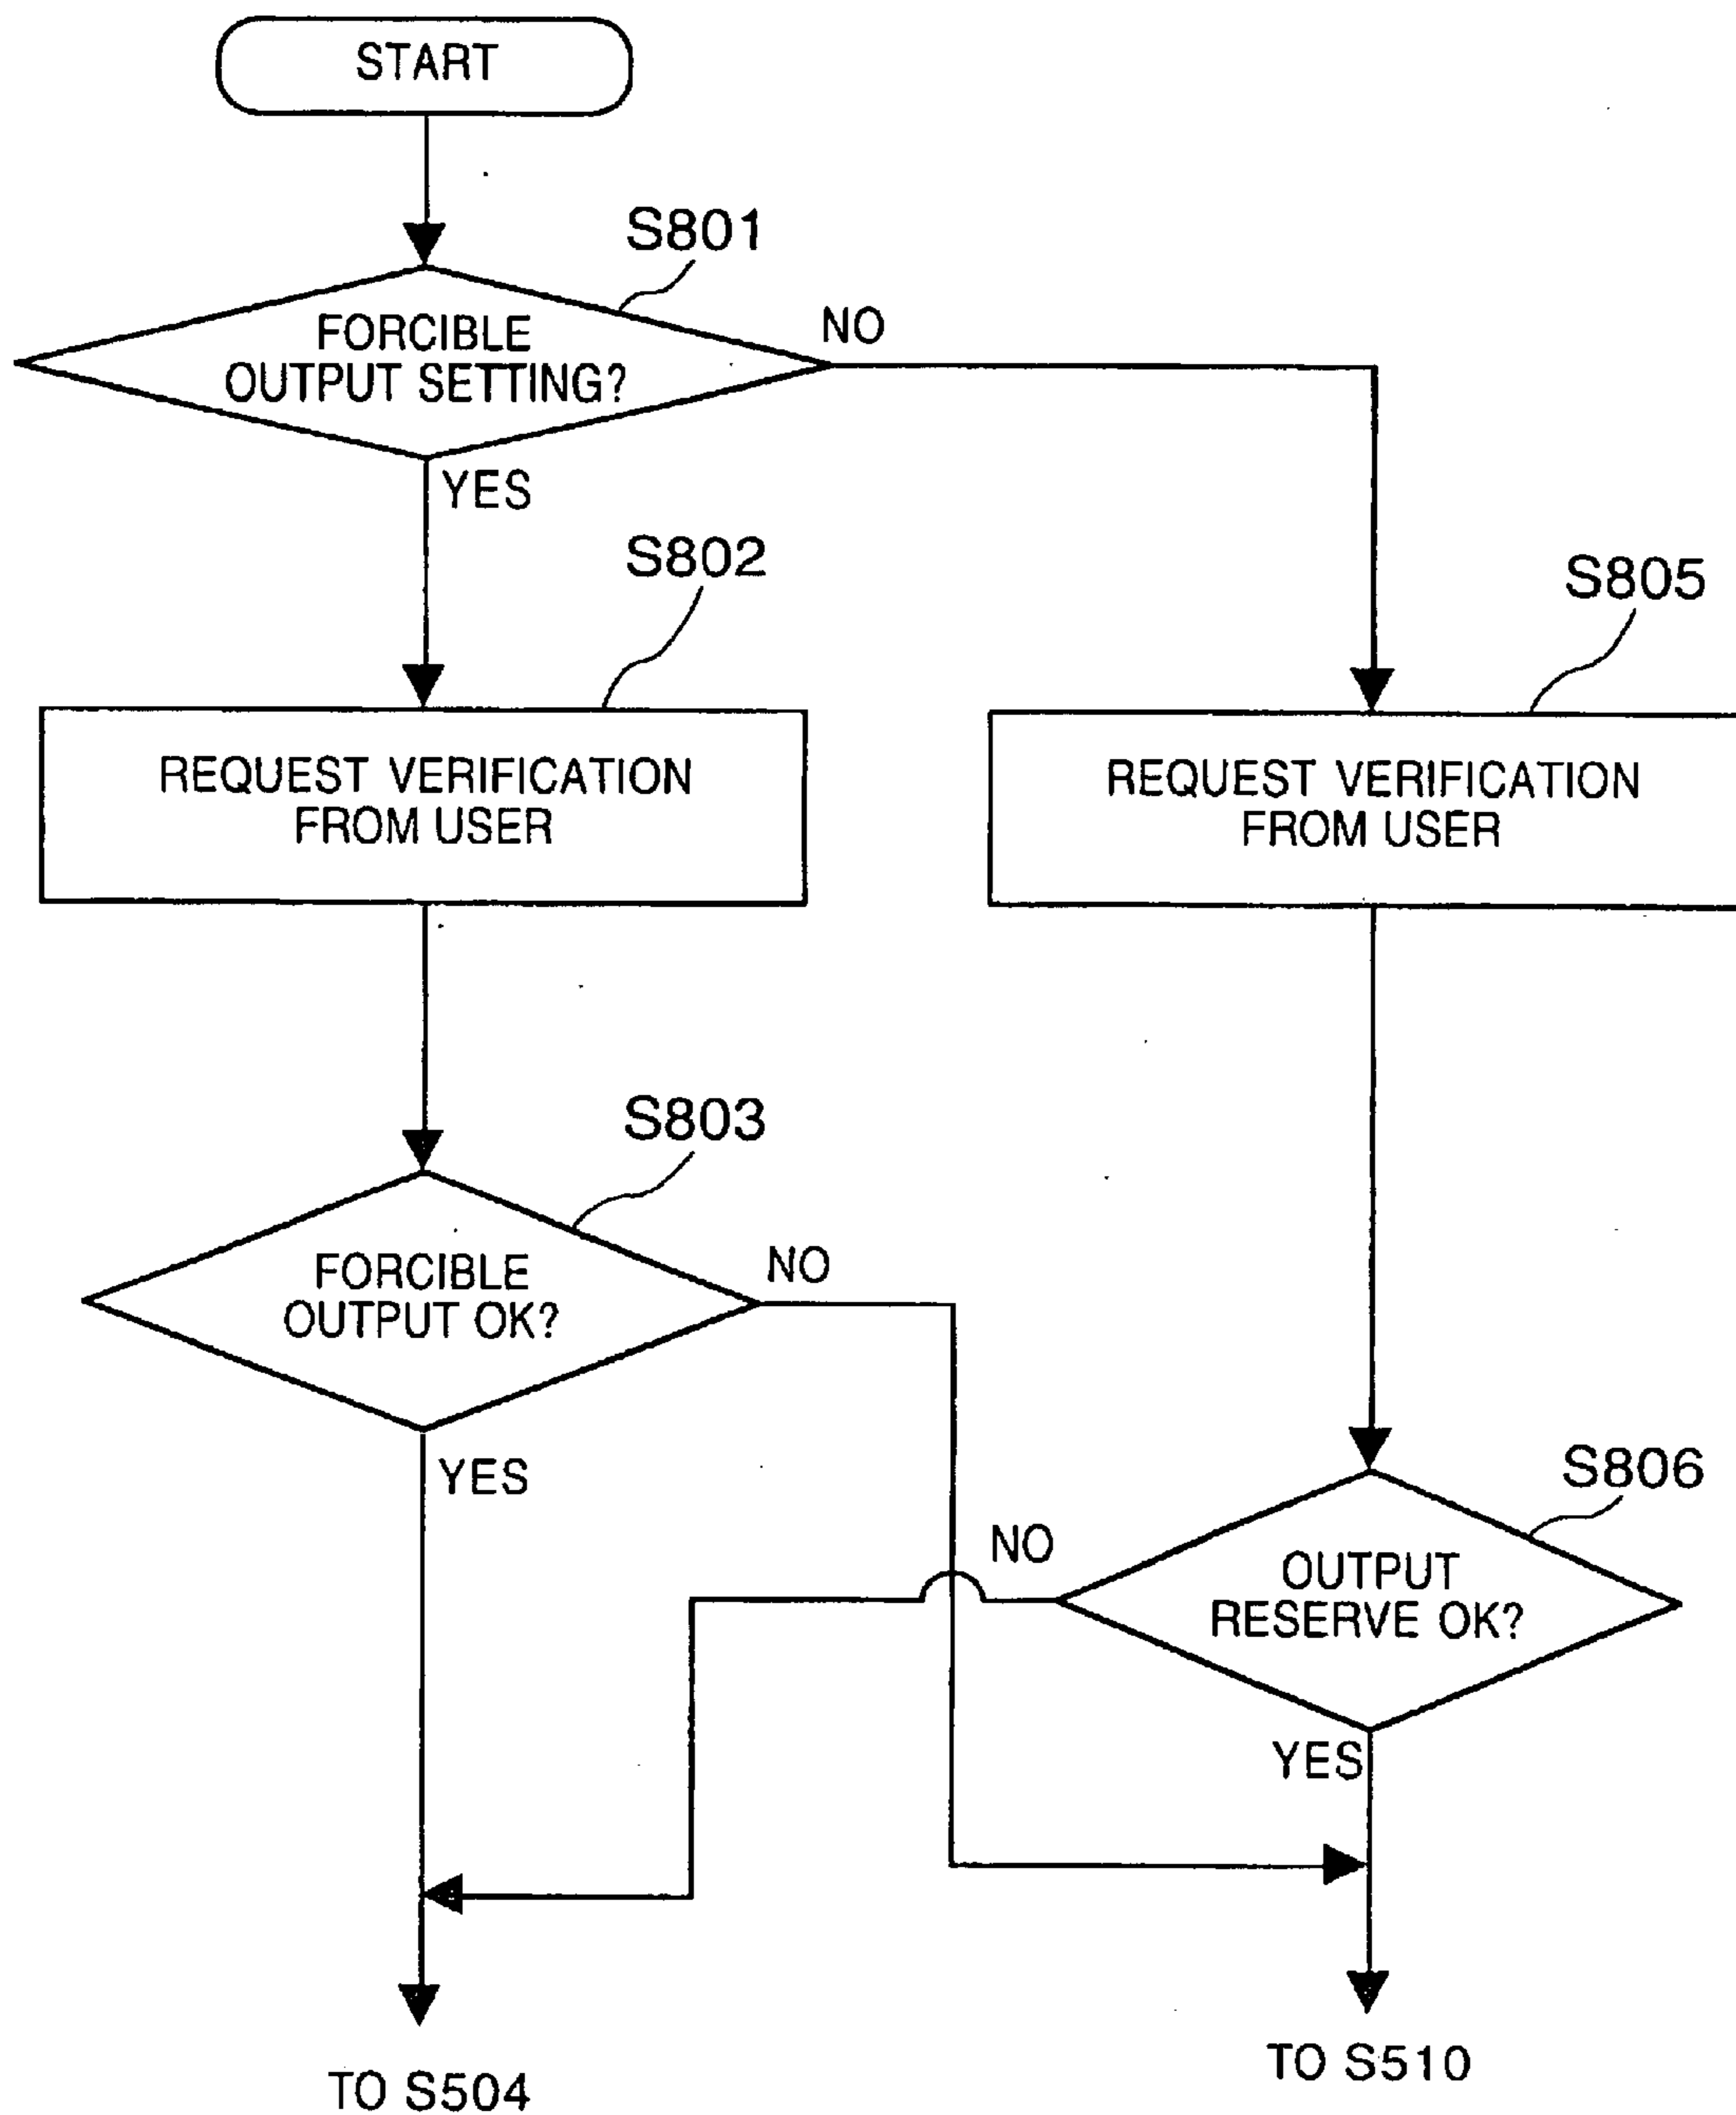 START
S801
FORCIBLE
OUTPUT SETTING?
NO
YES
S802
S805
REQUEST VERIFICATION
FROM USER
REQUEST VERIFICATION
FROM USER
S803
FORCIBLE
OUTPUT OK?
NO
YES
S806
NO
OUTPUT
RESERVE OK?
YES
TO S504
TO S510